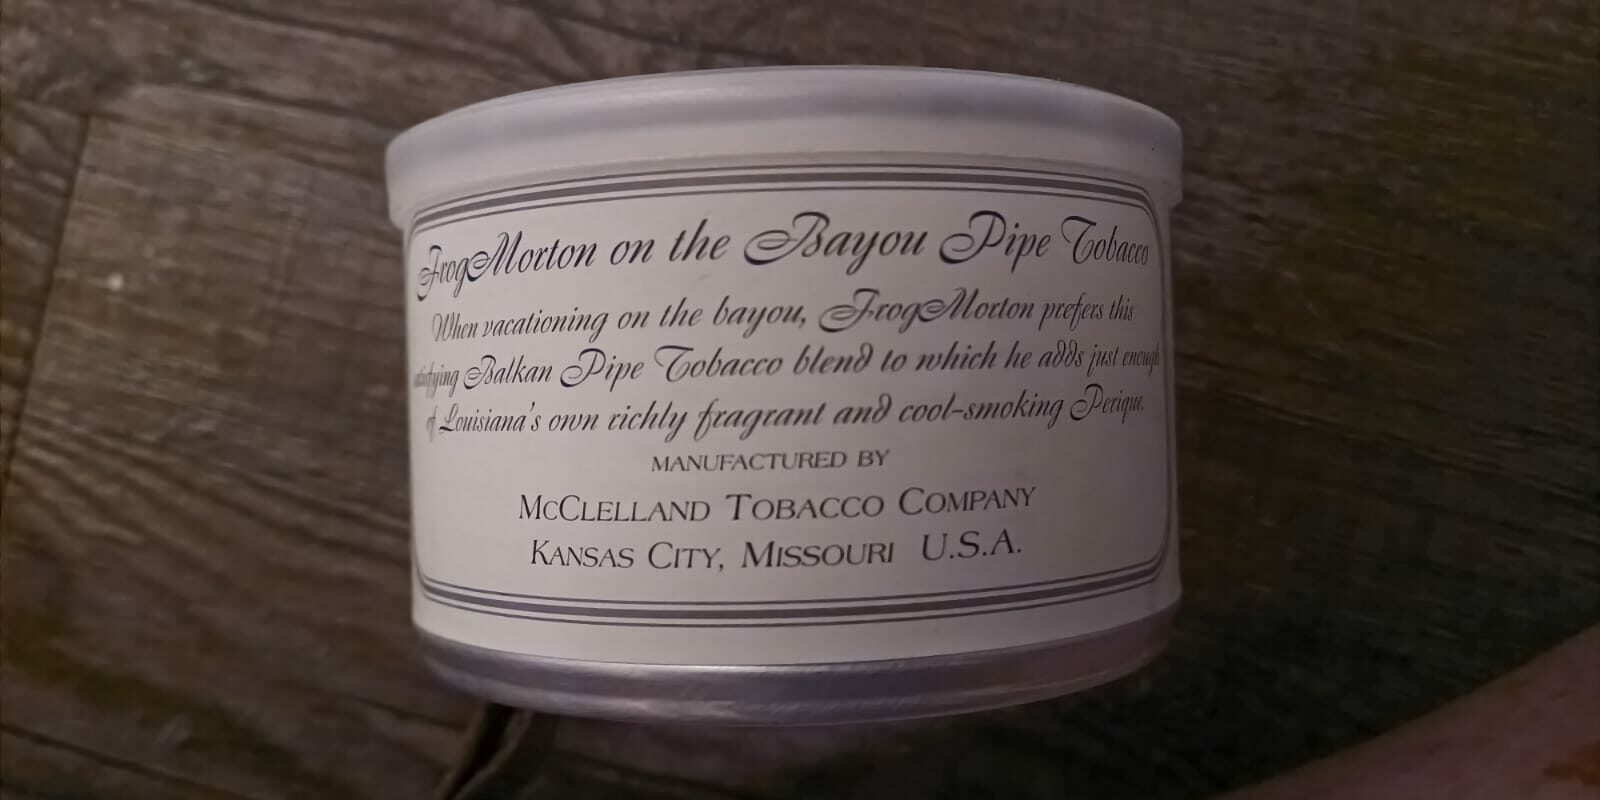 FrogMorton on the Bayou Pipe Tobacco
When vacationing on the bayou, FrogMorton prefers this
satisfying Balkan Pipe Tobacco blend to which he adds just enough
of Louisiana's own richly fragrant and cool-smoking Perique.
MANUFACTURED BY
MCCLELLAND TOBACCO COMPANY
KANSAS CITY, MISSOURI U.S.A.